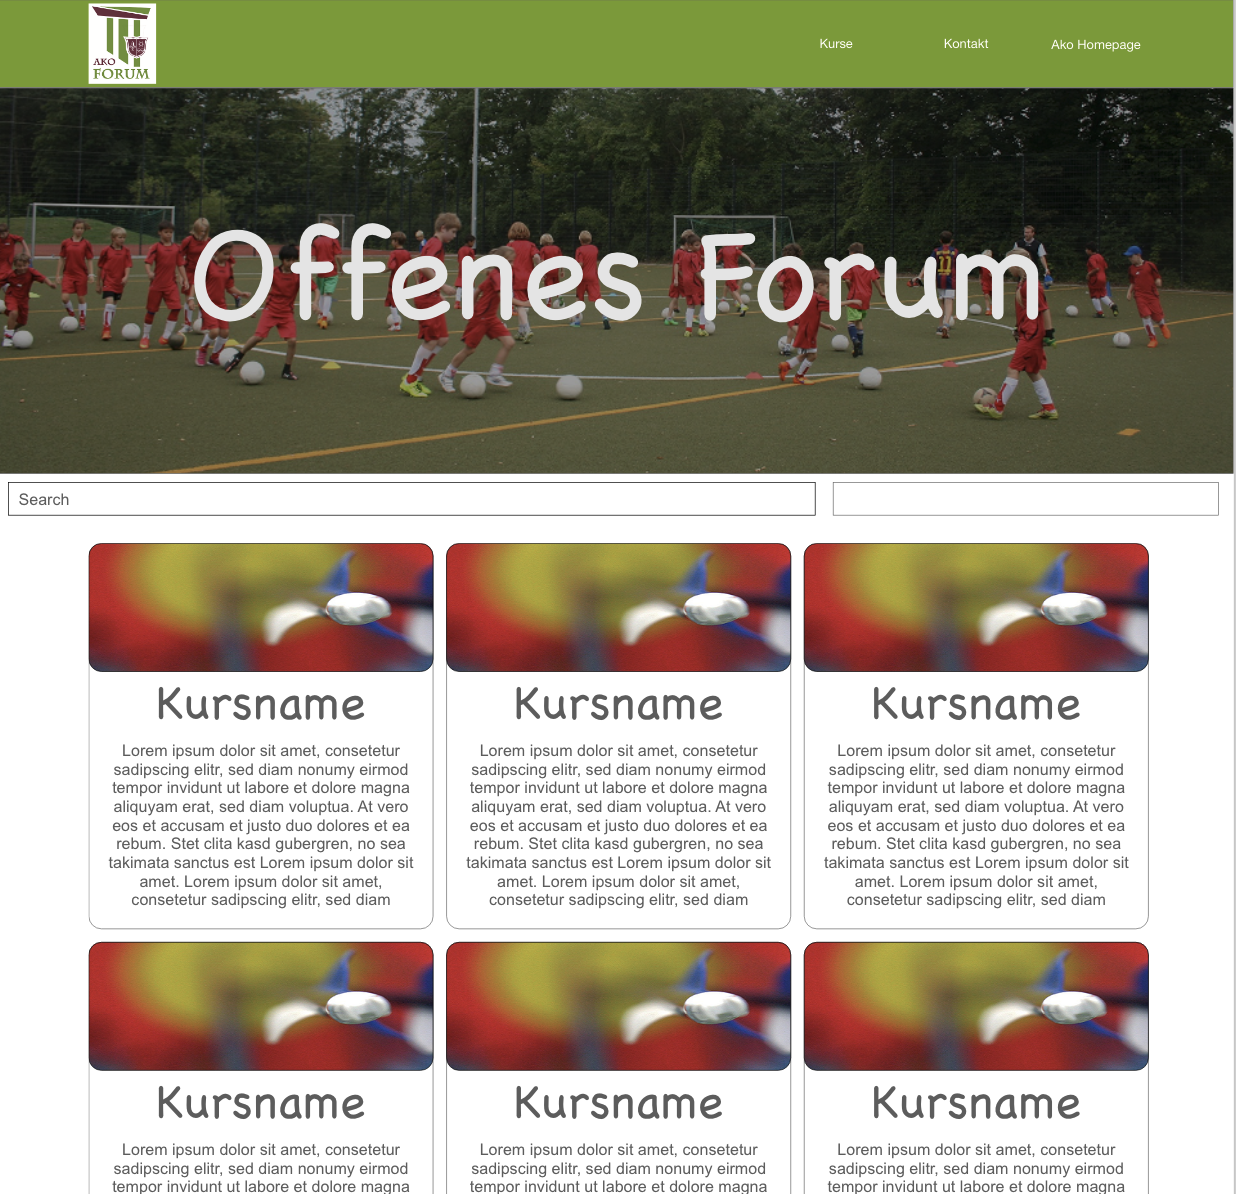 AKO
FORUM
Kurse
Kontakt
Ako Homepage
Offenes Forum
11
Search
Kursname
Lorem ipsum dolor sit amet, consetetur
sadipscing elitr, sed diam nonumy eirmod
tempor invidunt ut labore et dolore magna
aliquyam erat, sed diam voluptua. At vero
eos et accusam et justo duo dolores et ea
rebum. Stet clita kasd gubergren, no sea
takimata sanctus est Lorem ipsum dolor sit
amet. Lorem ipsum dolor sit amet,
consetetur sadipscing elitr, sed diam
Kursname
Lorem ipsum dolor sit amet, consetetur
sadipscing elitr, sed diam nonumy eirmod
tempor invidunt ut labore et dolore magna
aliquyam erat, sed diam voluptua. At vero
eos et accusam et justo duo dolores et ea
rebum. Stet clita kasd gubergren, no sea
takimata sanctus est Lorem ipsum dolor sit
amet. Lorem ipsum dolor sit amet,
consetetur sadipscing elitr, sed diam
Kursname
Lorem ipsum dolor sit amet, consetetur
sadipscing elitr, sed diam nonumy eirmod
tempor invidunt ut labore et dolore magna
aliquyam erat, sed diam voluptua. At vero
eos et accusam et justo duo dolores et ea
rebum. Stet clita kasd gubergren, no sea
takimata sanctus est Lorem ipsum dolor sit
amet. Lorem ipsum dolor sit amet,
consetetur sadipscing elitr, sed diam
Kursname
Lorem ipsum dolor sit amet, consetetur
sadipscing elitr, sed diam nonumy eirmod
tempor invidunt ut labore et dolore magna
Kursname
Lorem ipsum dolor sit amet, consetetur
sadipscing elitr, sed diam nonumy eirmod
tempor invidunt ut labore et dolore magna
Kursname
Lorem ipsum dolor sit amet, consetetur
sadipscing elitr, sed diam nonumy eirmod
tempor invidunt ut labore et dolore magna